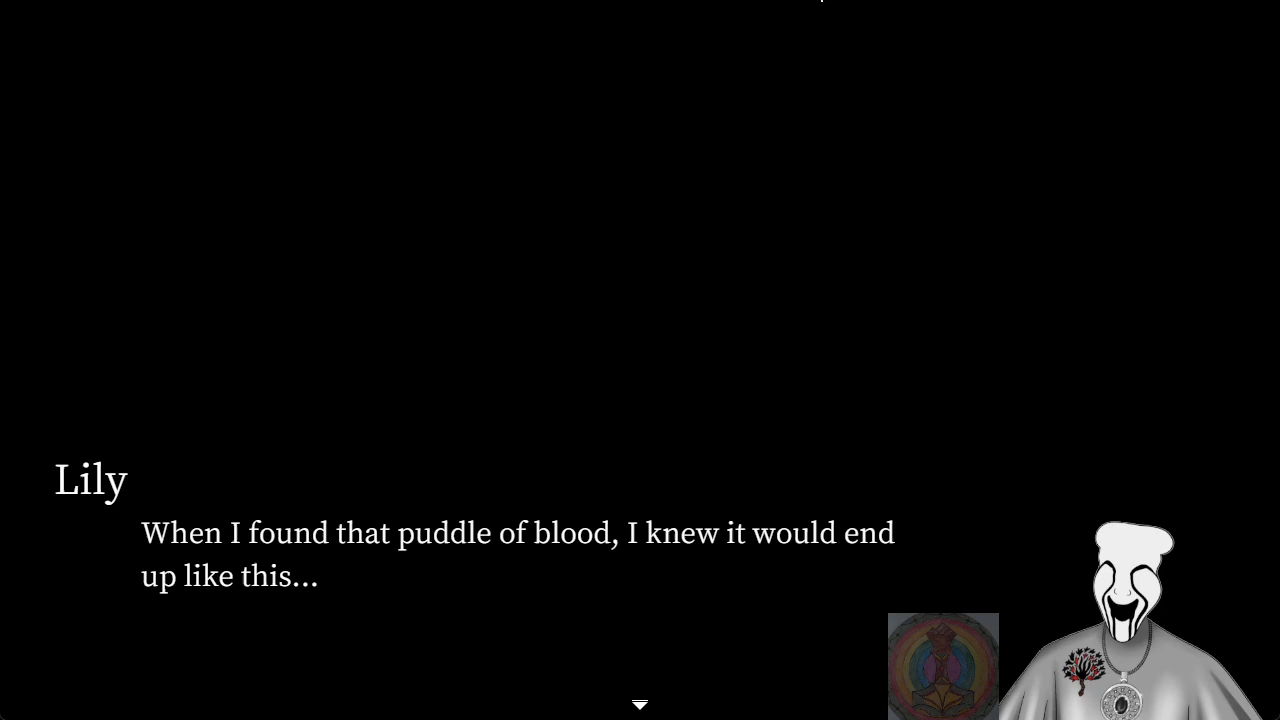 Lily
When I found that puddle of blood, I knew it would end
up like this...